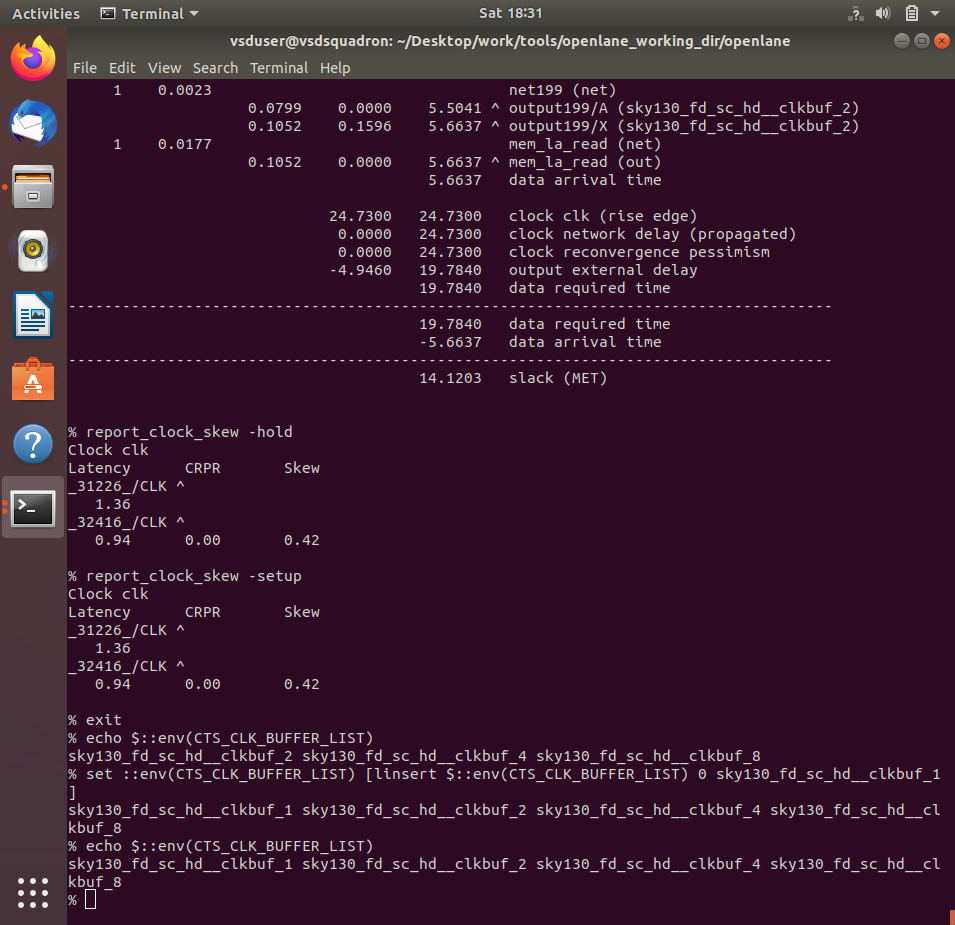 Activities Terminal Sat 18:31
vsduser@vsdsquadron: ~/Desktop/work/tools/openlane_working_dir/openlane
File Edit View Search Terminal Help
1 0.0023 net199 (net)
0.0799 0.0000 5.5041 ^ output199/A (sky130_fd_sc_hd__clkbuf_2)
0.1052 0.1596 5.6637 ^ output199/X (sky130_fd_sc_hd__clkbuf_2)
1 0.0177 mem_la_read (net)
0.1052 0.0000 5.6637 ^ mem_la_read (out)
5.6637 data arrival time
24.7300 24.7300 clock clk (rise edge)
0.0000 24.7300 clock network delay (propagated)
0.0000 24.7300 clock reconvergence pessimism
-4.9460 19.7840 output external delay
19.7840 data required time
-------------------------------------------------------------------------------------
19.7840 data required time
-5.6637 data arrival time
-------------------------------------------------------------------------------------
14.1203 slack (MET)
% report_clock_skew -hold
Clock clk
Latency CRPR Skew
_31226_/CLK ^
1.36
_32416_/CLK ^
0.94 0.00 0.42
% report_clock_skew -setup
Clock clk
Latency CRPR Skew
_31226_/CLK ^
1.36
_32416_/CLK ^
0.94 0.00 0.42
% exit
% echo $::env(CTS_CLK_BUFFER_LIST)
sky130_fd_sc_hd__clkbuf_2 sky130_fd_sc_hd__clkbuf_4 sky130_fd_sc_hd__clkbuf_8
% set ::env(CTS_CLK_BUFFER_LIST) [linsert $::env(CTS_CLK_BUFFER_LIST) 0 sky130_fd_sc_hd__clkbuf_1
]
sky130_fd_sc_hd__clkbuf_1 sky130_fd_sc_hd__clkbuf_2 sky130_fd_sc_hd__clkbuf_4 sky130_fd_sc_hd__cl
kbuf_8
% echo $::env(CTS_CLK_BUFFER_LIST)
sky130_fd_sc_hd__clkbuf_1 sky130_fd_sc_hd__clkbuf_2 sky130_fd_sc_hd__clkbuf_4 sky130_fd_sc_hd__cl
kbuf_8
%